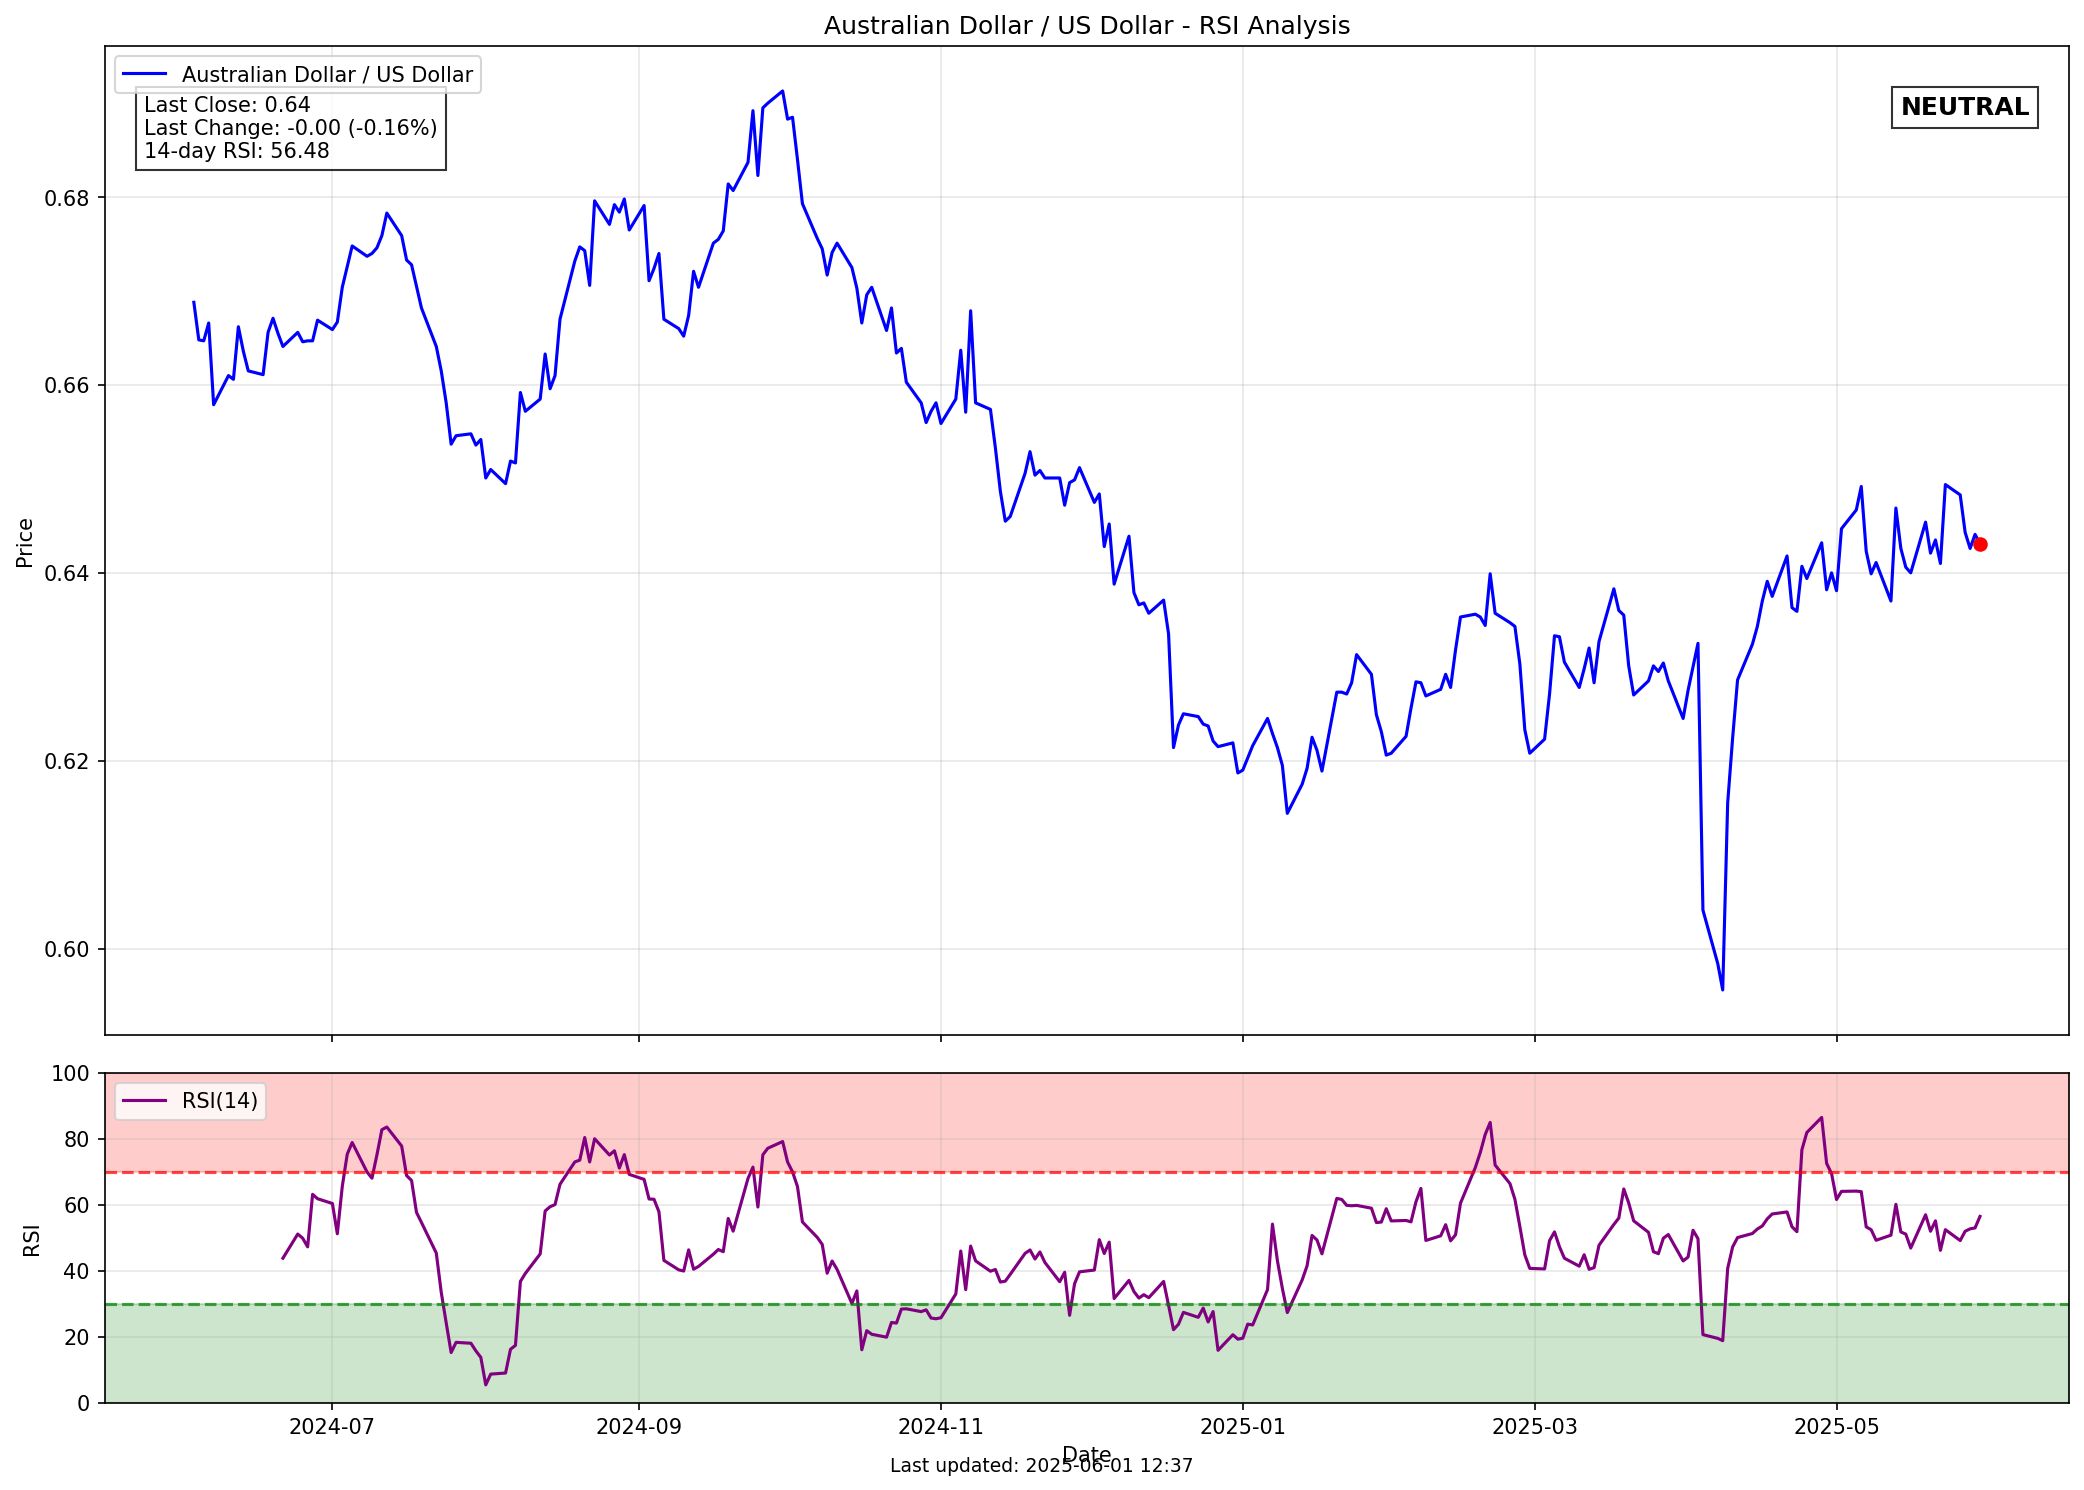 Australian Dollar / US Dollar - RSI Analysis
Australian Dollar / US Dollar
Last Close: 0.64
Last Change: -0.00 (-0.16%)
14-day RSI: 56.48
NEUTRAL
Price
0.68
0.66
0.64
0.62
0.60
RSI
RSI(14)
100
80
60
40
20
0
2024-07
2024-09
2024-11
2025-01
2025-03
2025-05
Date
Last updated: 2025-06-01 12:37